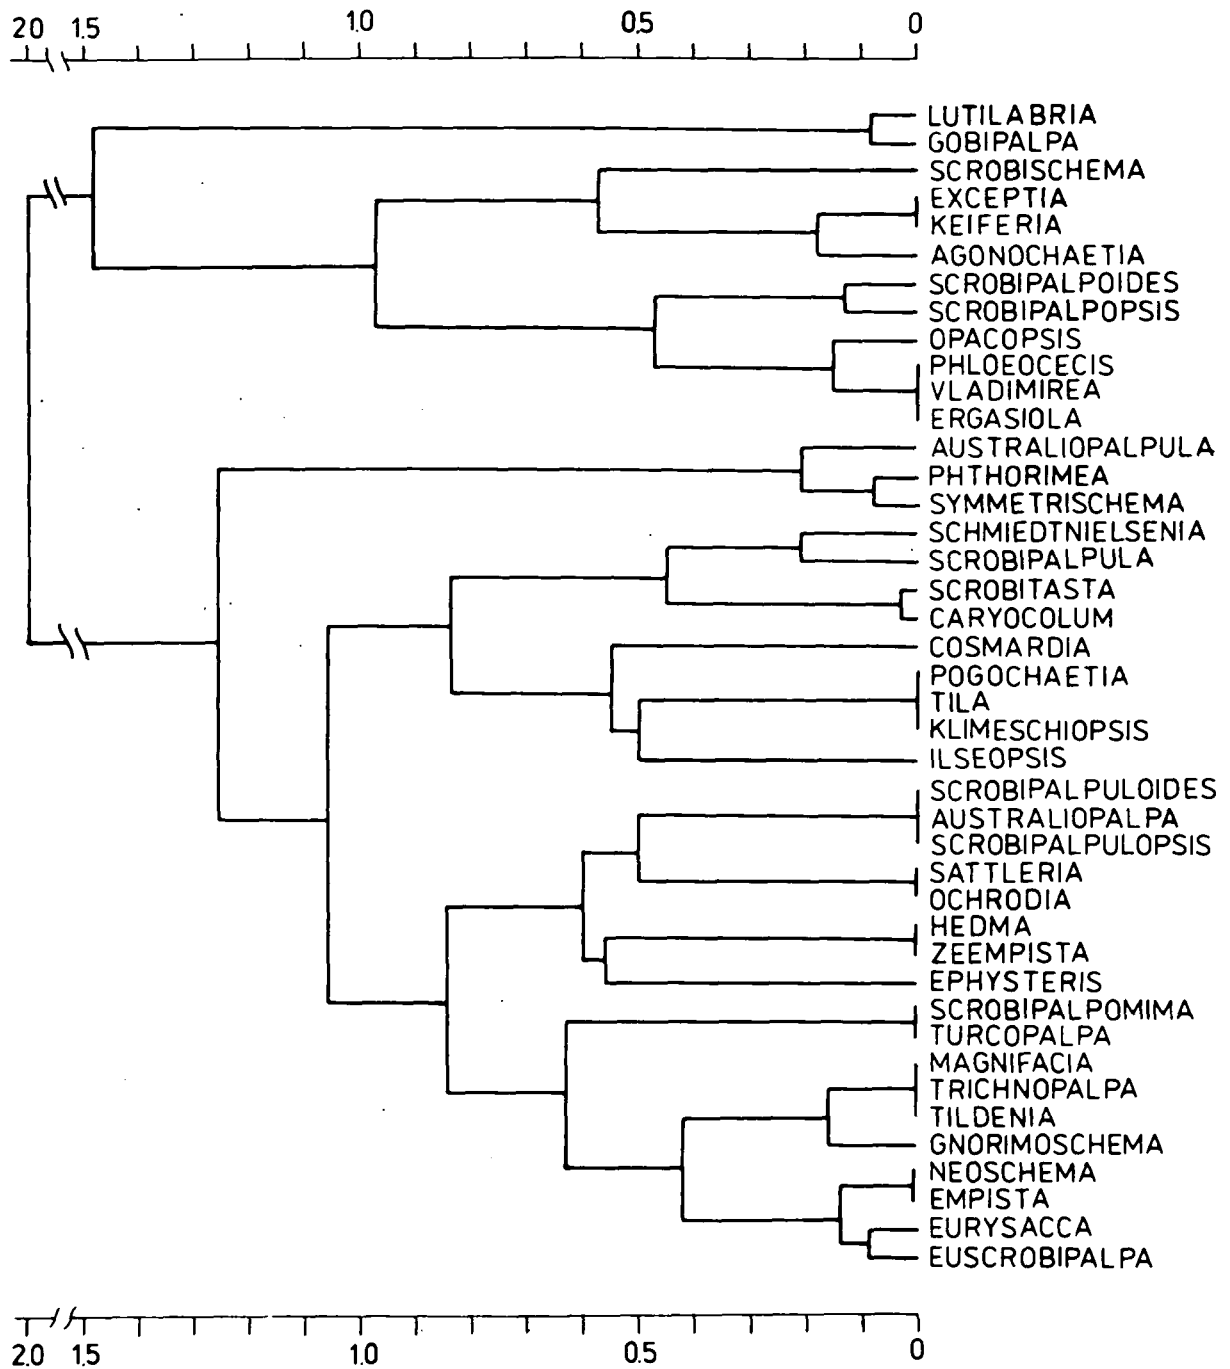 2.0 1.5 1.0 0.5 0
LUTILABRIA
GOBIPALPA
SCROBISCHEMA
EXCEPTIA
KEIFERIA
AGONOCHAETIA
SCROBIPALPOIDES
SCROBIPALPOPSIS
OPACOPSIS
PHLOEOCECIS
VLADIMIREA
ERGASIOLA
AUSTRALIOPALPULA
PHTHORIMEA
SYMMETRISCHEMA
SCHMIEDTNIELSENIA
SCROBIPALPULA
SCROBITASTA
CARYOCOLUM
COSMARDIA
POGOCHAETIA
TILA
KLIMESCHIOPSIS
ILSEOPSIS
SCROBIPALPULOIDES
AUSTRALIOPALPA
SCROBIPALPULOPSIS
SATTLERIA
OCHRODIA
HEDMA
ZEEMPISTA
EPHYSTERIS
SCROBIPALPOMIMA
TURCOPALPA
MAGNIFACIA
TRICHNOPALPA
TILDENIA
GNORIMOSCHEMA
NEOSCHEMA
EMPISTA
EURYSACCA
EUSCROBIPALPA
2.0 1.5 1.0 0.5 0